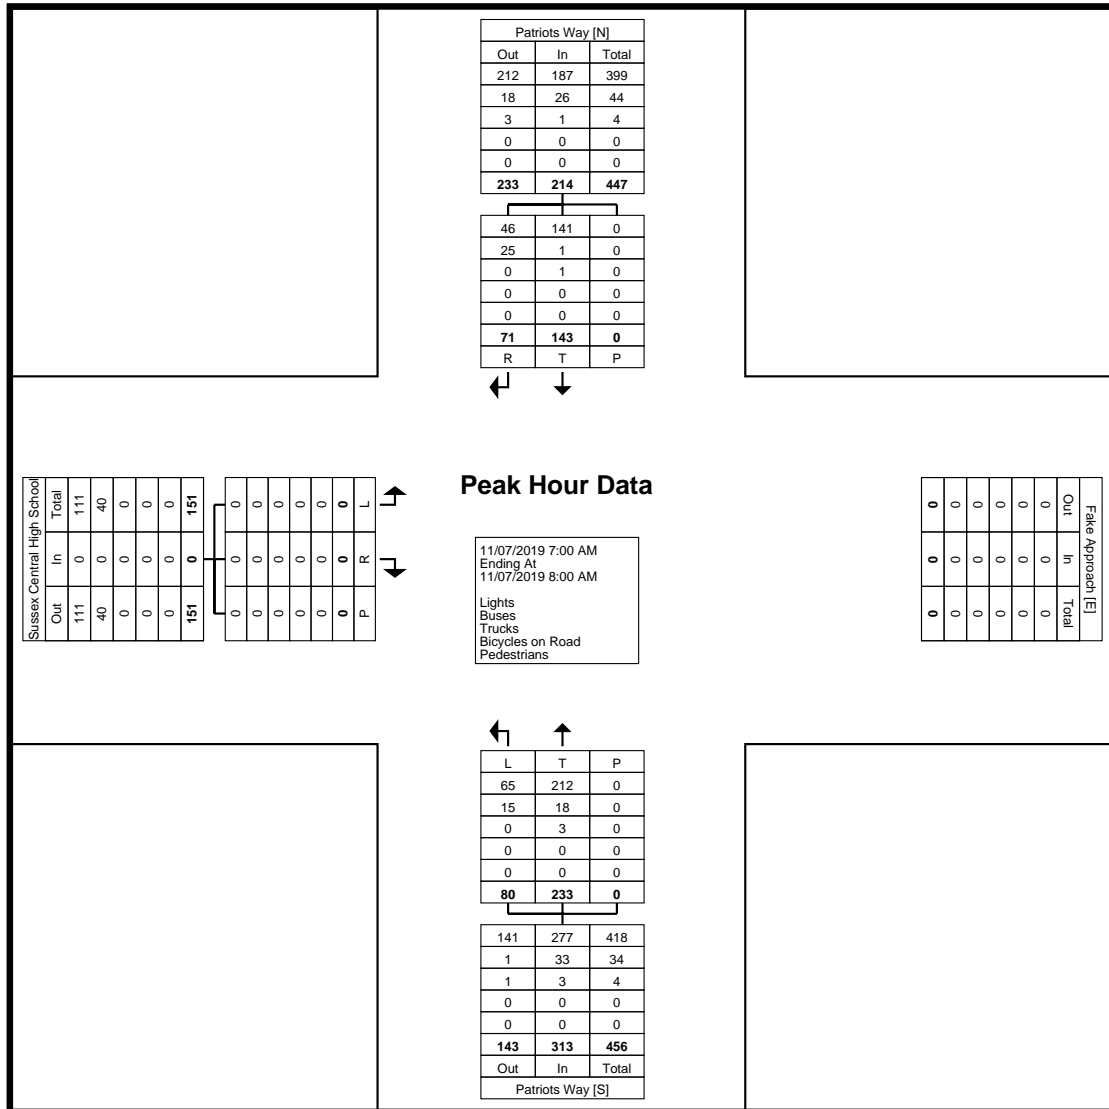 Patriots Way [N]
Out In Total
212 187 399
18 26 44
3 1 4
0 0 0
0 0 0
233 214 447
46 141 0
25 1 0
0 1 0
0 0 0
0 0 0
71 143 0
R T P
Sussex Central High School
Out In Total
111 0 111
40 0 40
0 0 0
0 0 0
0 0 0
151 0 151
0 0 0
0 0 0
0 0 0
0 0 0
0 0 0
0 0 0
0 0 0
P R L
Peak Hour Data
11/07/2019 7:00 AM
Ending At
11/07/2019 8:00 AM
Lights
Buses
Trucks
Bicycles on Road
Pedestrians
Fake Approach [E]
Out In Total
0 0 0
0 0 0
0 0 0
0 0 0
0 0 0
0 0 0
L T P
65 212 0
15 18 0
0 3 0
0 0 0
0 0 0
80 233 0
141 277 418
1 33 34
1 3 4
0 0 0
0 0 0
143 313 456
Out In Total
Patriots Way [S]